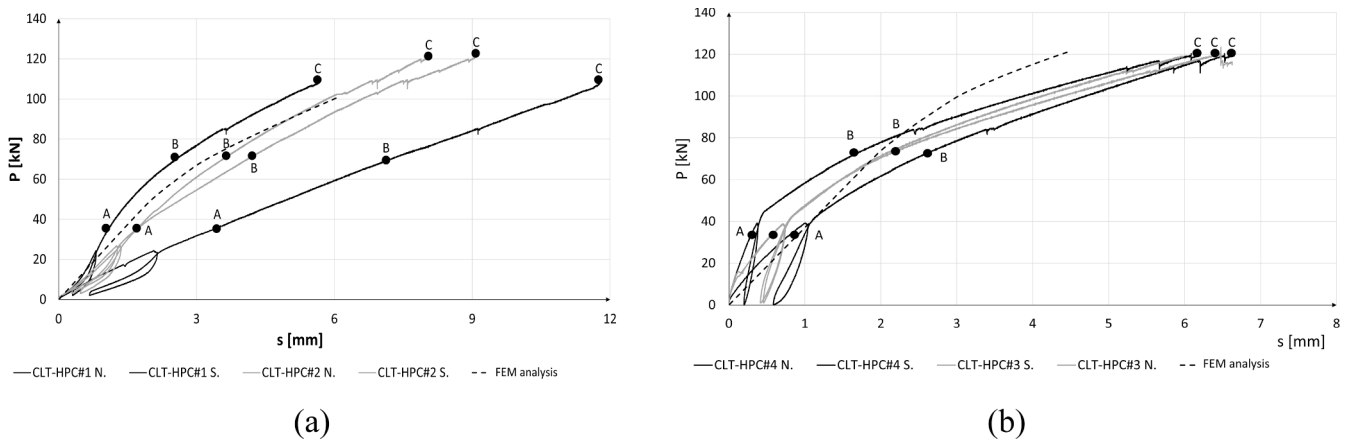 140
120
100
80
60
40
20
0
P [kN]
A
B
C
A
B
B
C
C
A
B
C
0 3 6 9 12
s [mm]
CLT-HPC#1 N. CLT-HPC#1 S. CLT-HPC#2 N. CLT-HPC#2 S. FEM analysis
(a)
140
120
100
80
60
40
20
0
P [kN]
A
B
B
B
A
C C C
0 1 2 3 4 5 6 7 8
s [mm]
CLT-HPC#4 N. CLT-HPC#4 S. CLT-HPC#3 S. CLT-HPC#3 N. FEM analysis
(b)